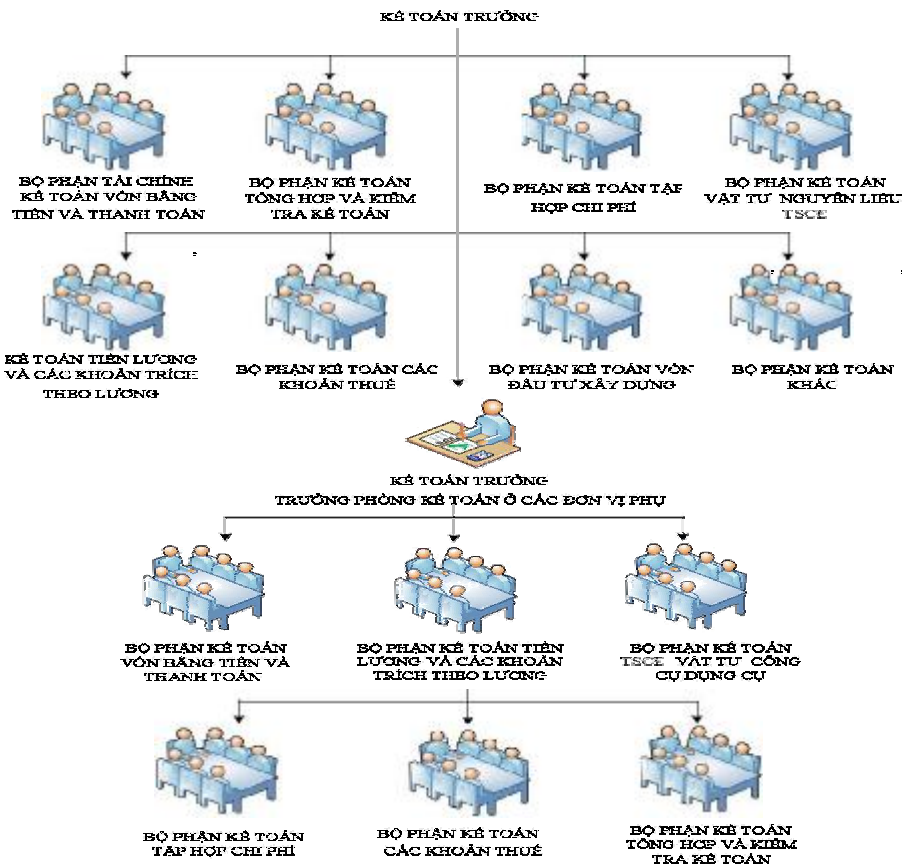 KẾ TOÁN TRƯỞNG
BỘ PHẬN TÀI CHÍNH
KẾ TOÁN VỐN BẰNG
TIỀN VÀ THANH TOÁN
BỘ PHẬN KẾ TOÁN
TỔNG HỢP VÀ KIỂM
TRA KẾ TOÁN
BỘ PHẬN KẾ TOÁN TẬP
HỢP CHI PHÍ
BỘ PHẬN KẾ TOÁN
VẬT TƯ NGUYÊN LIỆU
TSCĐ
KẾ TOÁN TIỀN LƯƠNG
VÀ CÁC KHOẢN TRÍCH
THEO LƯƠNG
BỘ PHẬN KẾ TOÁN CÁC
KHOẢN THUẾ
BỘ PHẬN KẾ TOÁN VỐN
ĐẦU TƯ XÂY DỰNG
BỘ PHẬN KẾ TOÁN
KHÁC
KẾ TOÁN TRƯỞNG
TRƯỞNG PHÒNG KẾ TOÁN Ở CÁC ĐƠN VỊ PHỤ
BỘ PHẬN KẾ TOÁN
VỐN BẰNG TIỀN VÀ
THANH TOÁN
BỘ PHẬN KẾ TOÁN TIỀN
LƯƠNG VÀ CÁC KHOẢN
TRÍCH THEO LƯƠNG
BỘ PHẬN KẾ TOÁN
TSCĐ VẬT TƯ CÔNG
CỤ DỤNG CỤ
BỘ PHẬN KẾ TOÁN
TẬP HỢP CHI PHÍ
BỘ PHẬN KẾ TOÁN
CÁC KHOẢN THUẾ
BỘ PHẬN KẾ TOÁN
TỔNG HỢP VÀ KIỂM
TRA KẾ TOÁN